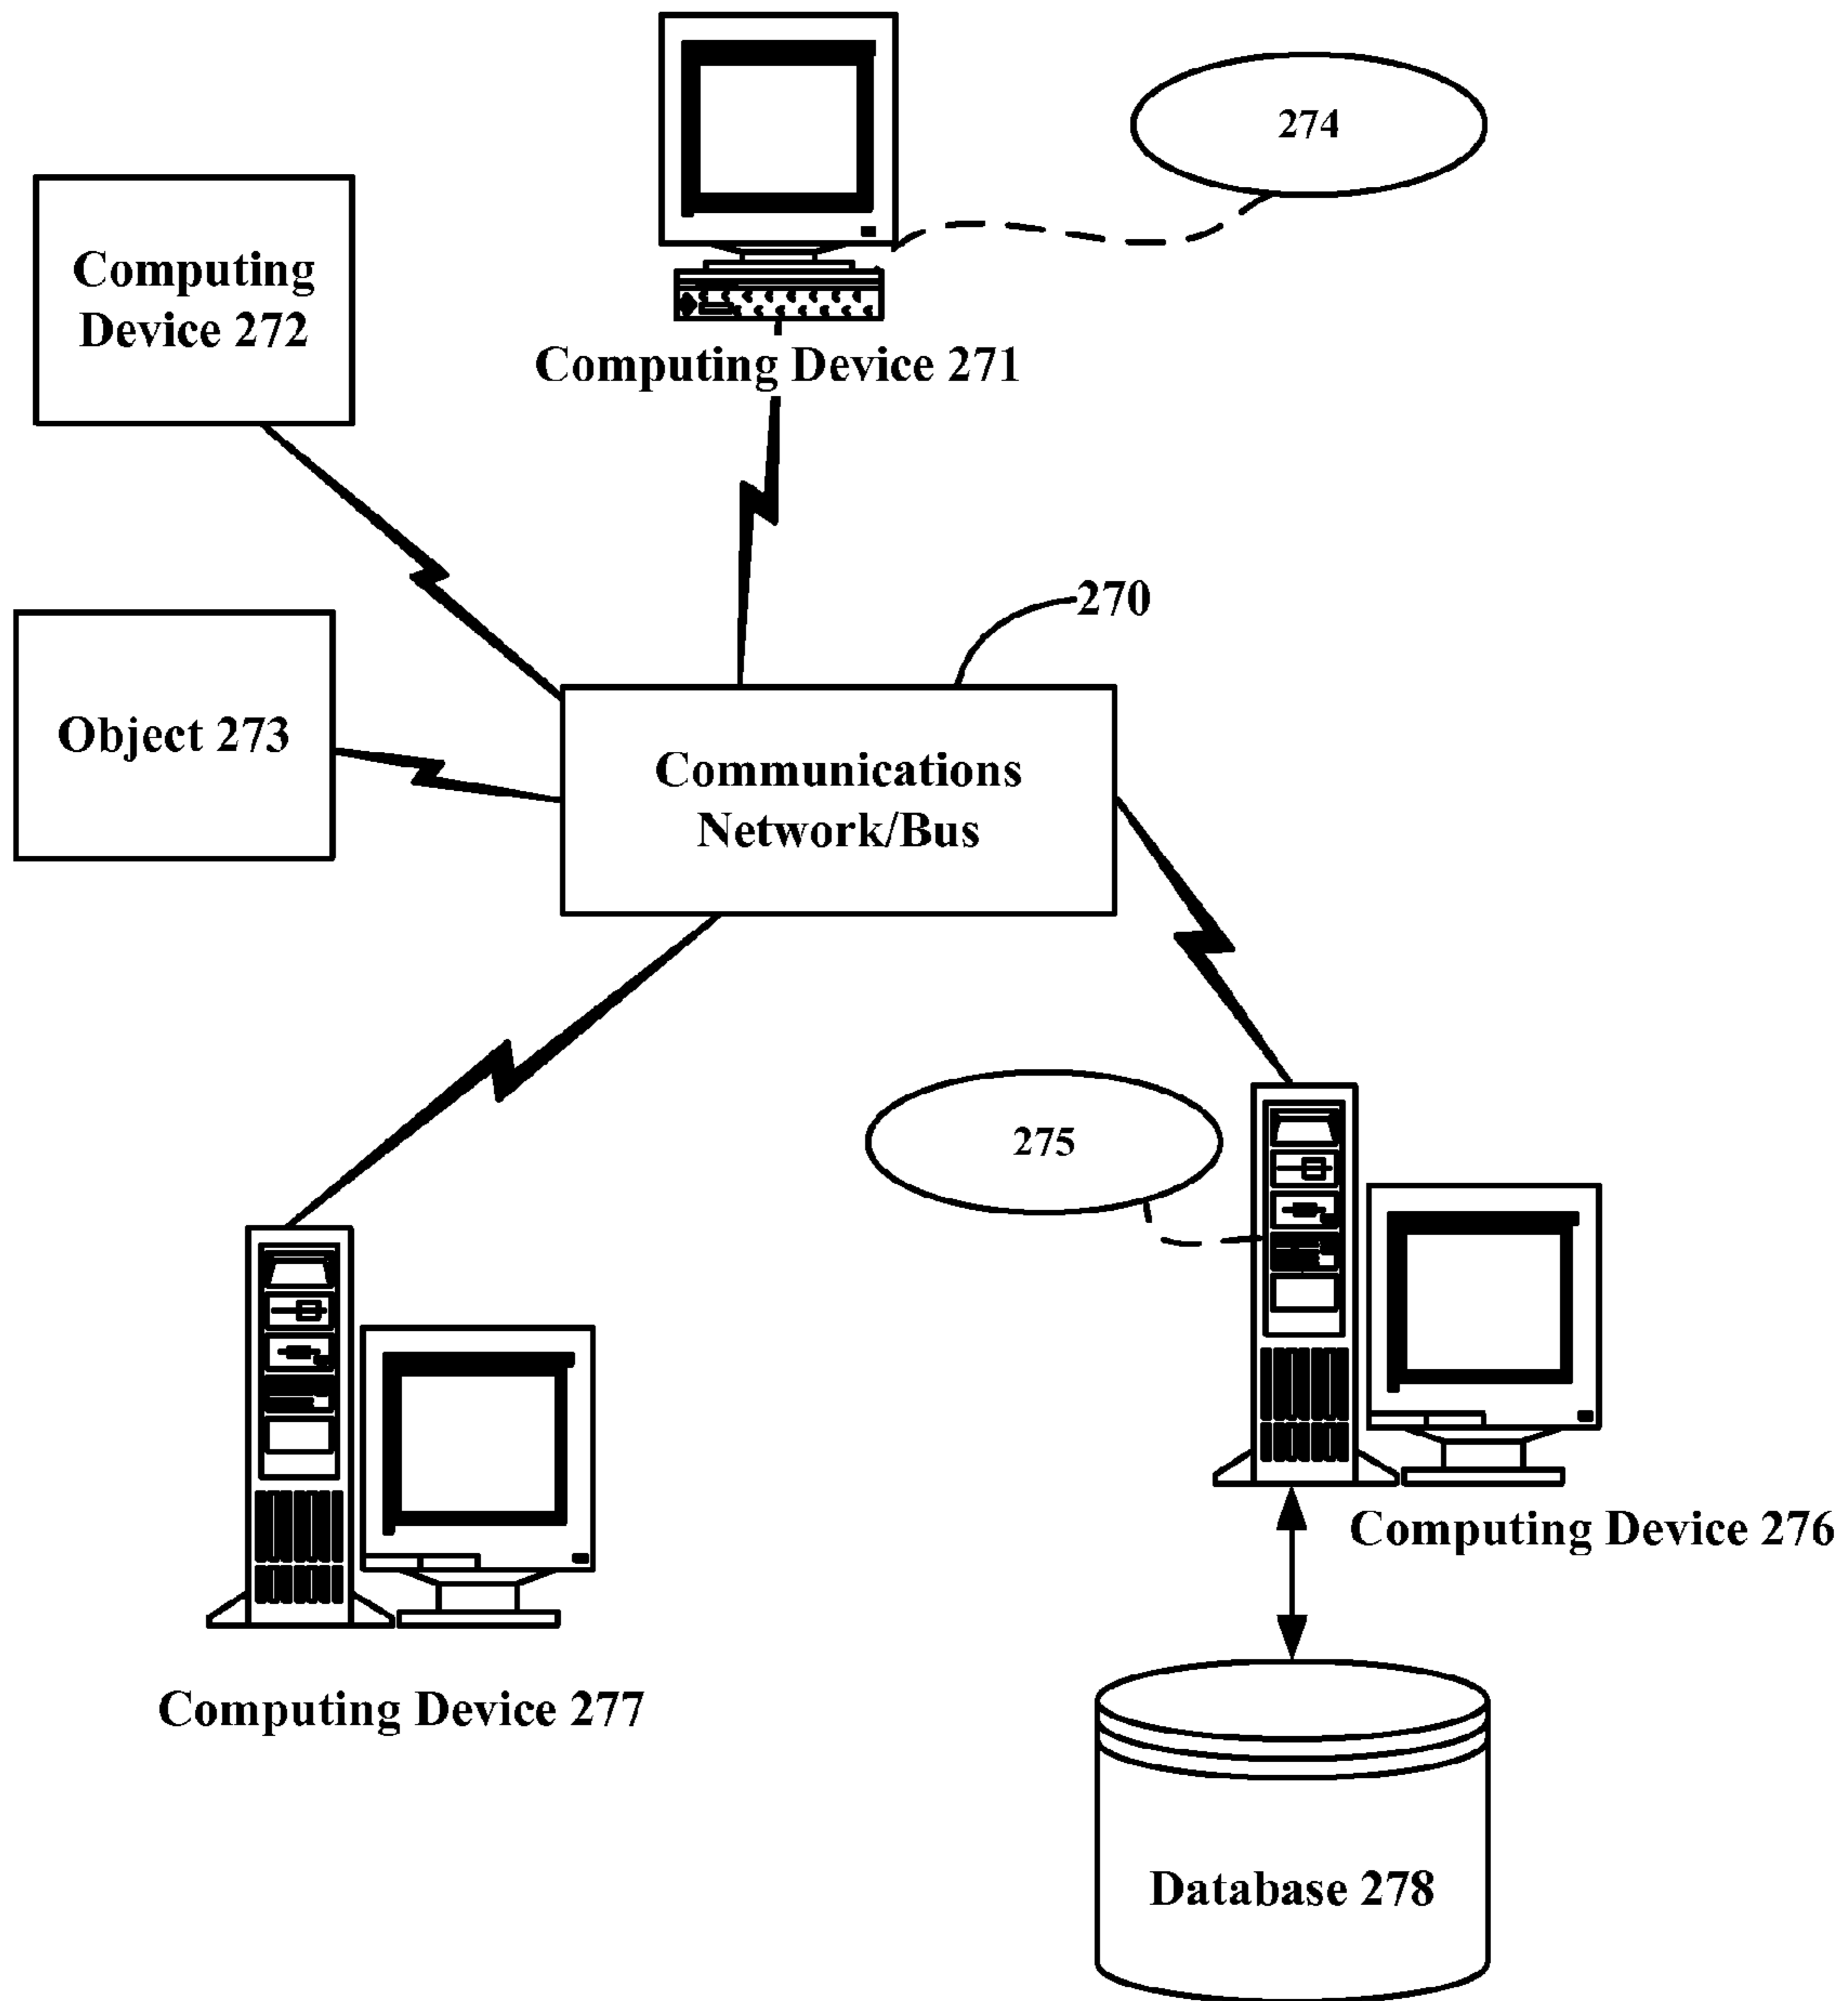 274
Computing
Device 272
Computing Device 271
270
Object 273
Communications
Network/Bus
275
Computing Device 276
Computing Device 277
Database 278